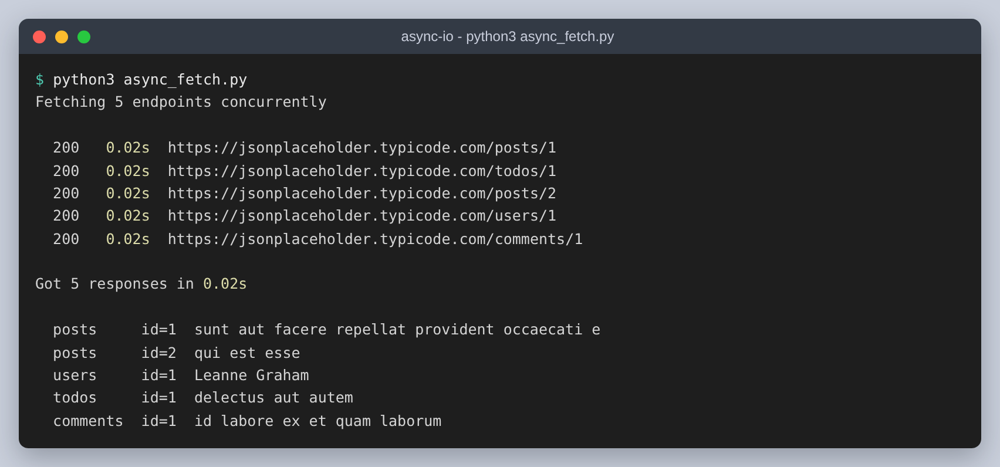 async-io - python3 async_fetch.py
$ python3 async_fetch.py
Fetching 5 endpoints concurrently
200 0.02s https://jsonplaceholder.typicode.com/posts/1
200 0.02s https://jsonplaceholder.typicode.com/todos/1
200 0.02s https://jsonplaceholder.typicode.com/posts/2
200 0.02s https://jsonplaceholder.typicode.com/users/1
200 0.02s https://jsonplaceholder.typicode.com/comments/1
Got 5 responses in 0.02s
posts id=1 sunt aut facere repellat provident occaecati e
posts id=2 qui est esse
users id=1 Leanne Graham
todos id=1 delectus aut autem
comments id=1 id labore ex et quam laborum